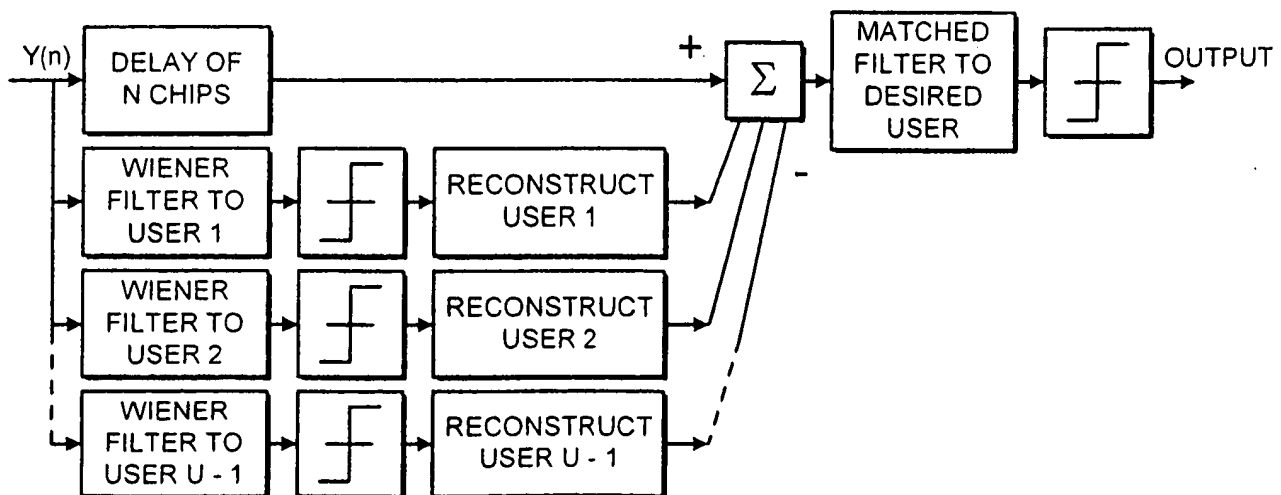 Y(n)
DELAY OF
N CHIPS
+
Σ
MATCHED
FILTER TO
DESIRED
USER
OUTPUT
-
WIENER
FILTER TO
USER 1
RECONSTRUCT
USER 1
WIENER
FILTER TO
USER 2
RECONSTRUCT
USER 2
WIENER
FILTER TO
USER U - 1
RECONSTRUCT
USER U - 1